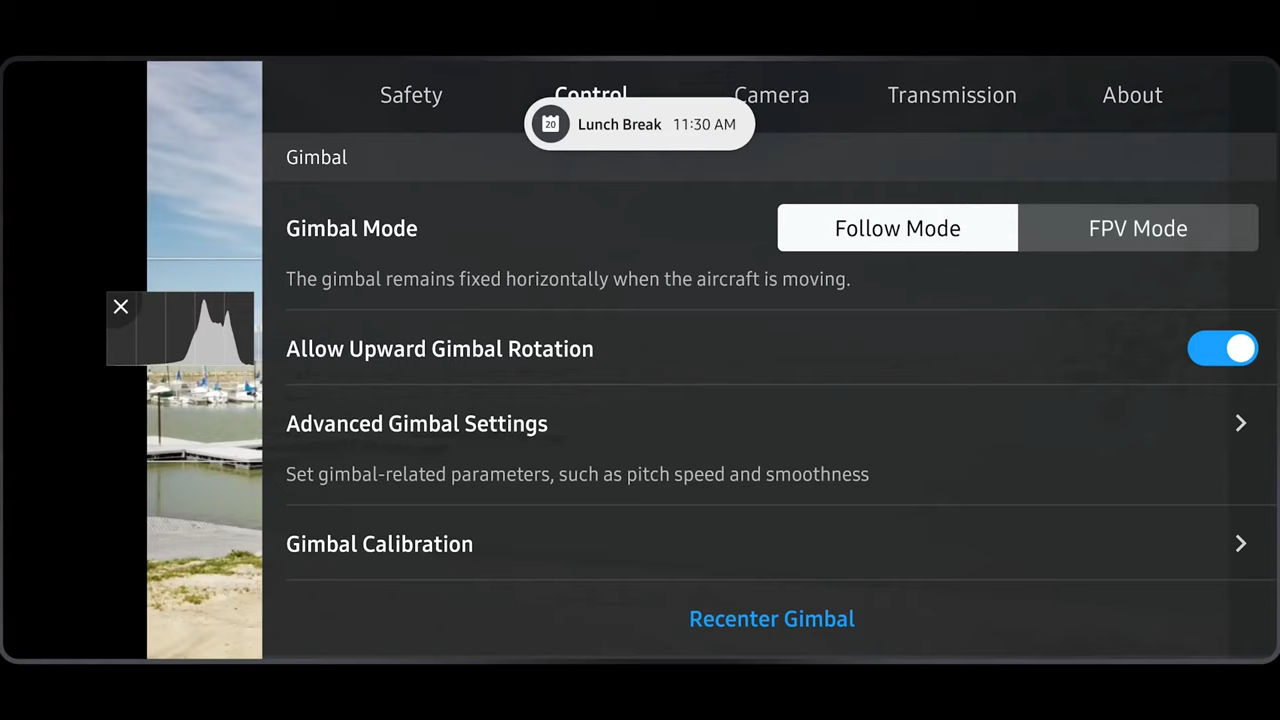 Safety Control Camera Transmission About
20 Lunch Break 11:30 AM
Gimbal
Gimbal Mode Follow Mode FPV Mode
The gimbal remains fixed horizontally when the aircraft is moving.
Allow Upward Gimbal Rotation
Advanced Gimbal Settings
Set gimbal-related parameters, such as pitch speed and smoothness
Gimbal Calibration
Recenter Gimbal